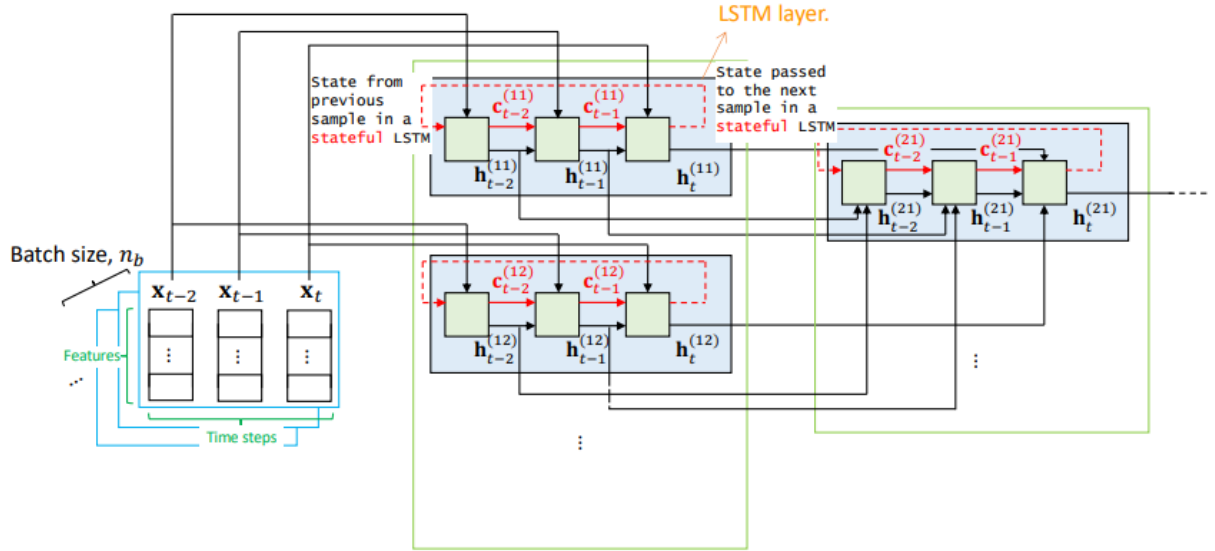 LSTM layer.
State from
previous
sample in a
stateful LSTM
State passed
to the next
sample in a
stateful LSTM
c_{t-2}^{(11)} c_{t-1}^{(11)}
h_{t-2}^{(11)} h_{t-1}^{(11)} h_t^{(11)}
c_{t-2}^{(21)} c_{t-1}^{(21)}
h_{t-2}^{(21)} h_{t-1}^{(21)} h_t^{(21)}
Batch size, n_b
x_{t-2} x_{t-1} x_t
Features
⋮ ⋮ ⋮
⋯
Time steps
c_{t-2}^{(12)} c_{t-1}^{(12)}
h_{t-2}^{(12)} h_{t-1}^{(12)} h_t^{(12)}
⋮
⋮